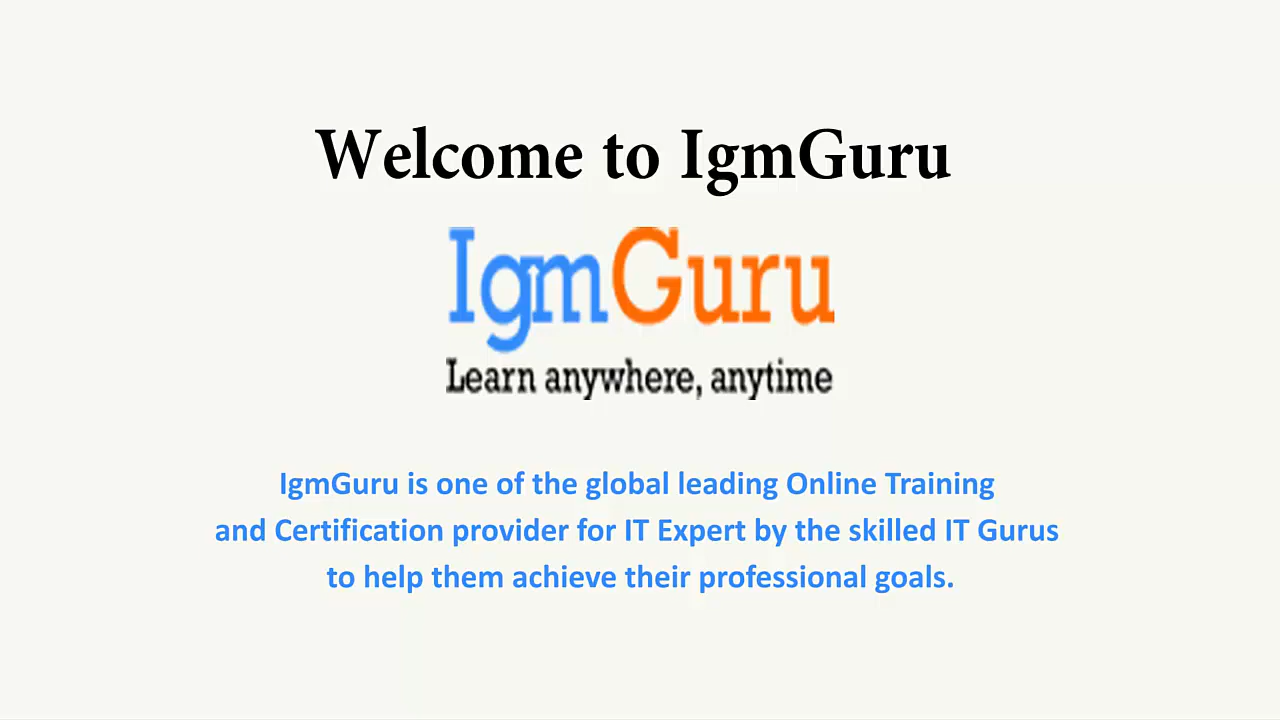 Welcome to IgmGuru
IgmGuru
Learn anywhere, anytime
IgmGuru is one of the global leading Online Training
and Certification provider for IT Expert by the skilled IT Gurus
to help them achieve their professional goals.